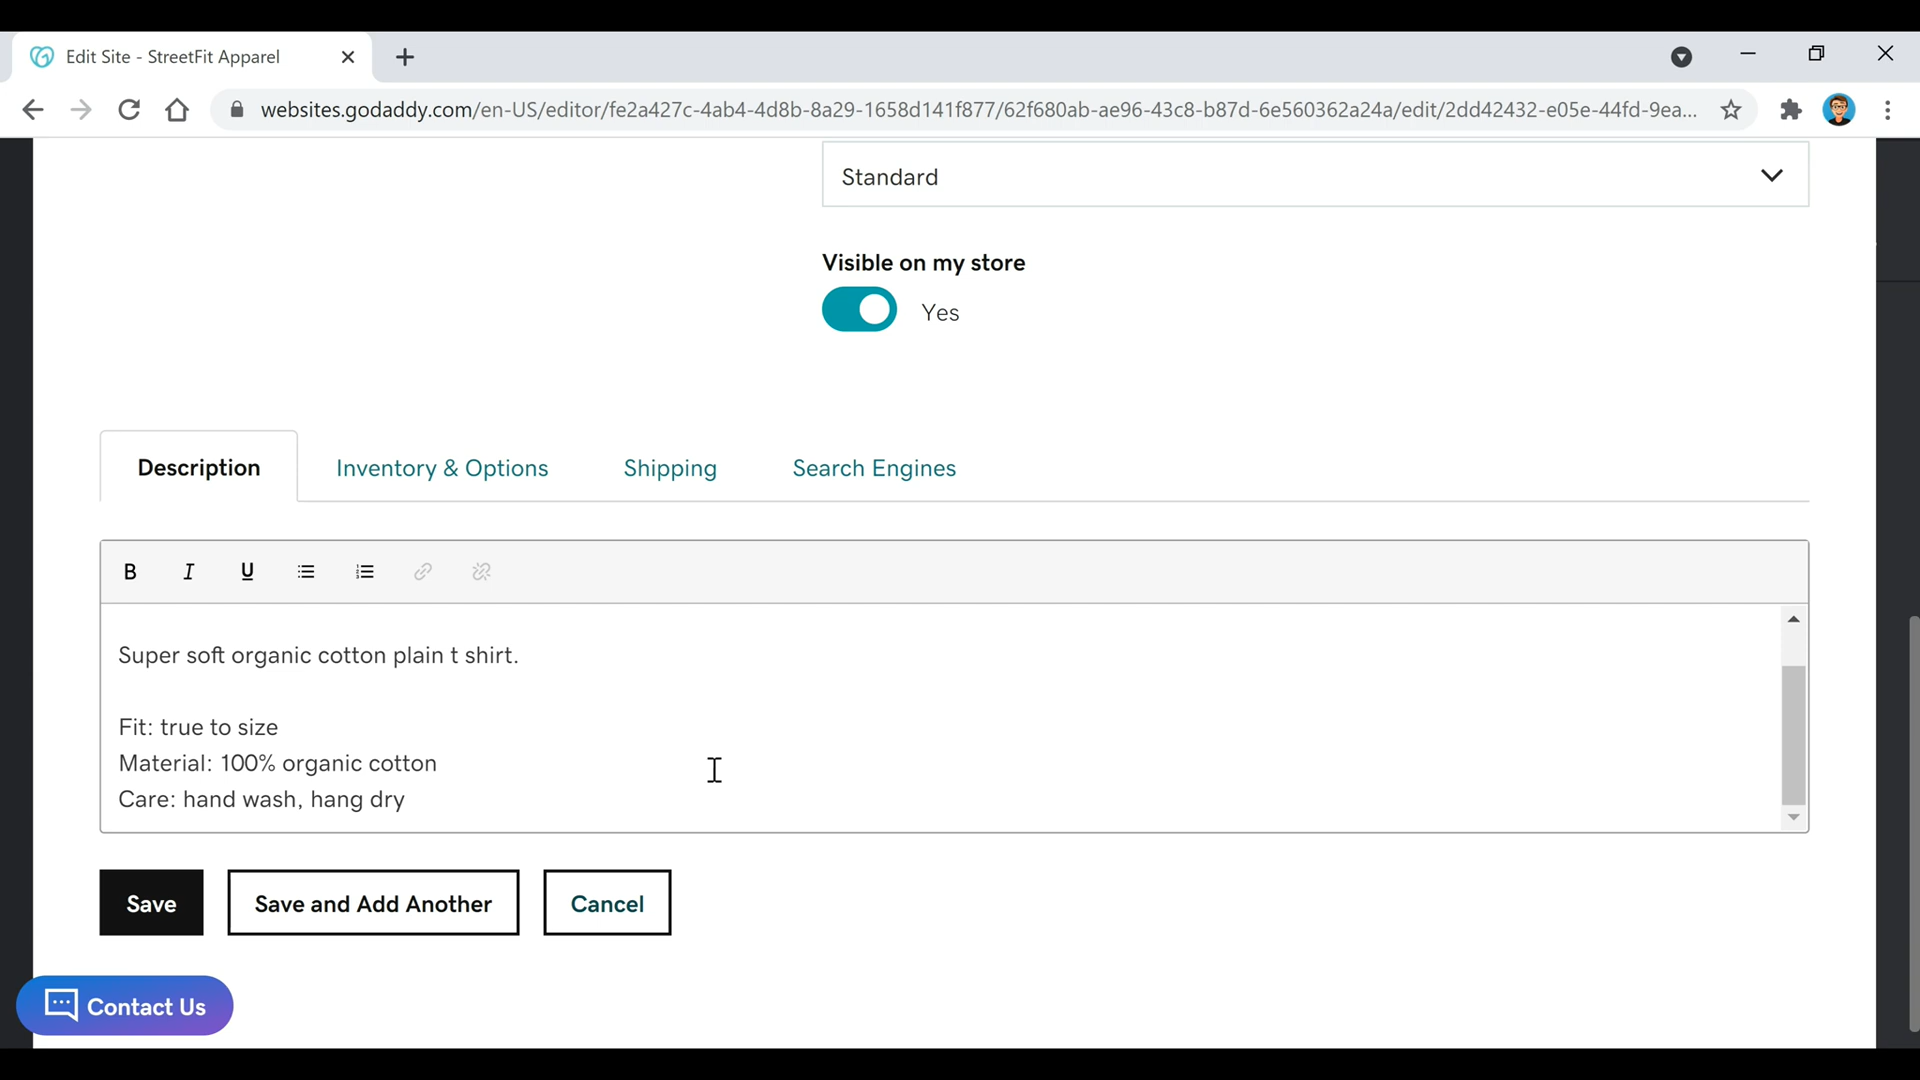 Edit Site - StreetFit Apparel
websites.godaddy.com/en-US/editor/fe2a427c-4ab4-4d8b-8a29-1658d141f877/62f680ab-ae96-43c8-b87d-6e560362a24a/edit/2dd42432-e05e-44fd-9ea...
Standard
Visible on my store
Yes
Description Inventory & Options Shipping Search Engines
B I U
Super soft organic cotton plain t shirt.
Fit: true to size
Material: 100% organic cotton
Care: hand wash, hang dry
Save Save and Add Another Cancel
Contact Us